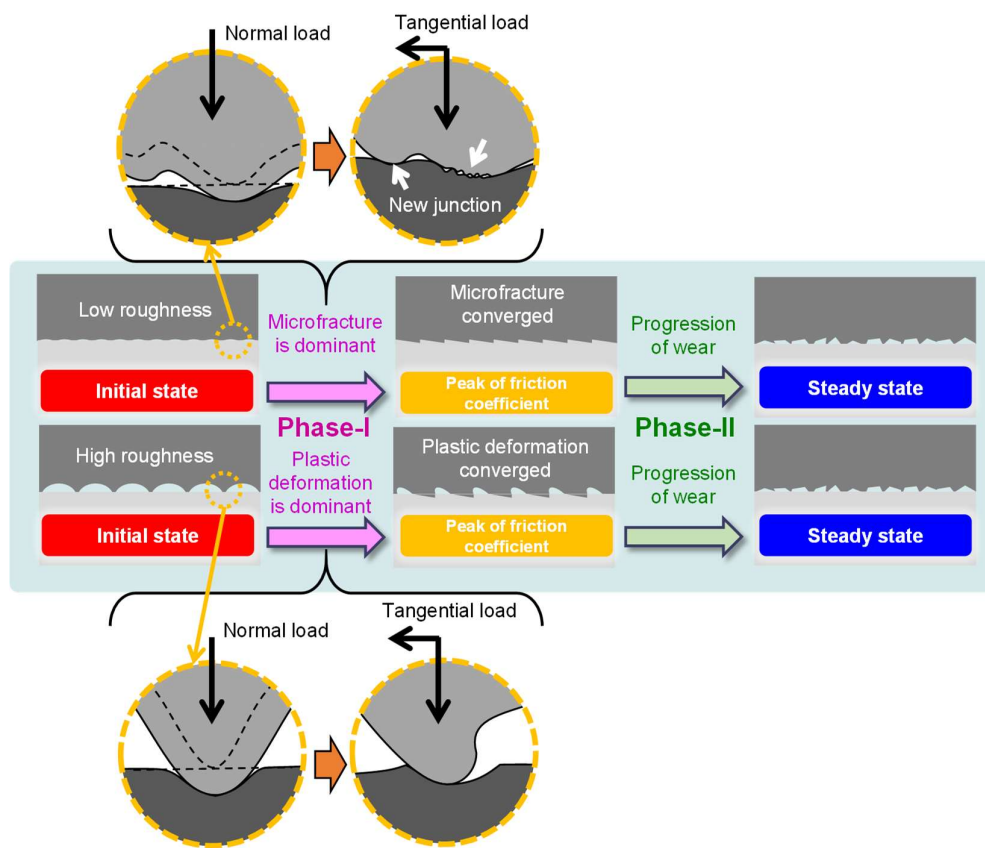 Normal load
Tangential load
New junction
Low roughness
Microfracture
is dominant
Microfracture
converged
Progression
of wear
Initial state
Peak of friction
coefficient
Steady state
Phase-I
Phase-II
High roughness
Plastic
deformation
is dominant
Plastic deformation
converged
Progression
of wear
Initial state
Peak of friction
coefficient
Steady state
Normal load
Tangential load